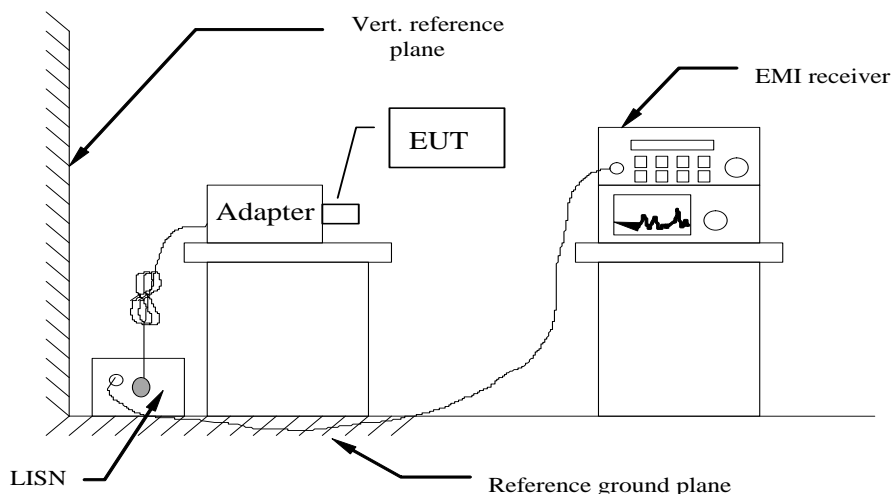 Vert. reference
plane
EMI receiver
EUT
Adapter
LISN
Reference ground plane